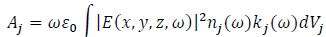 A_j = ωε_0 ∫ |E(x, y, z, ω)|^2 n_j(ω)k_j(ω)dV_j